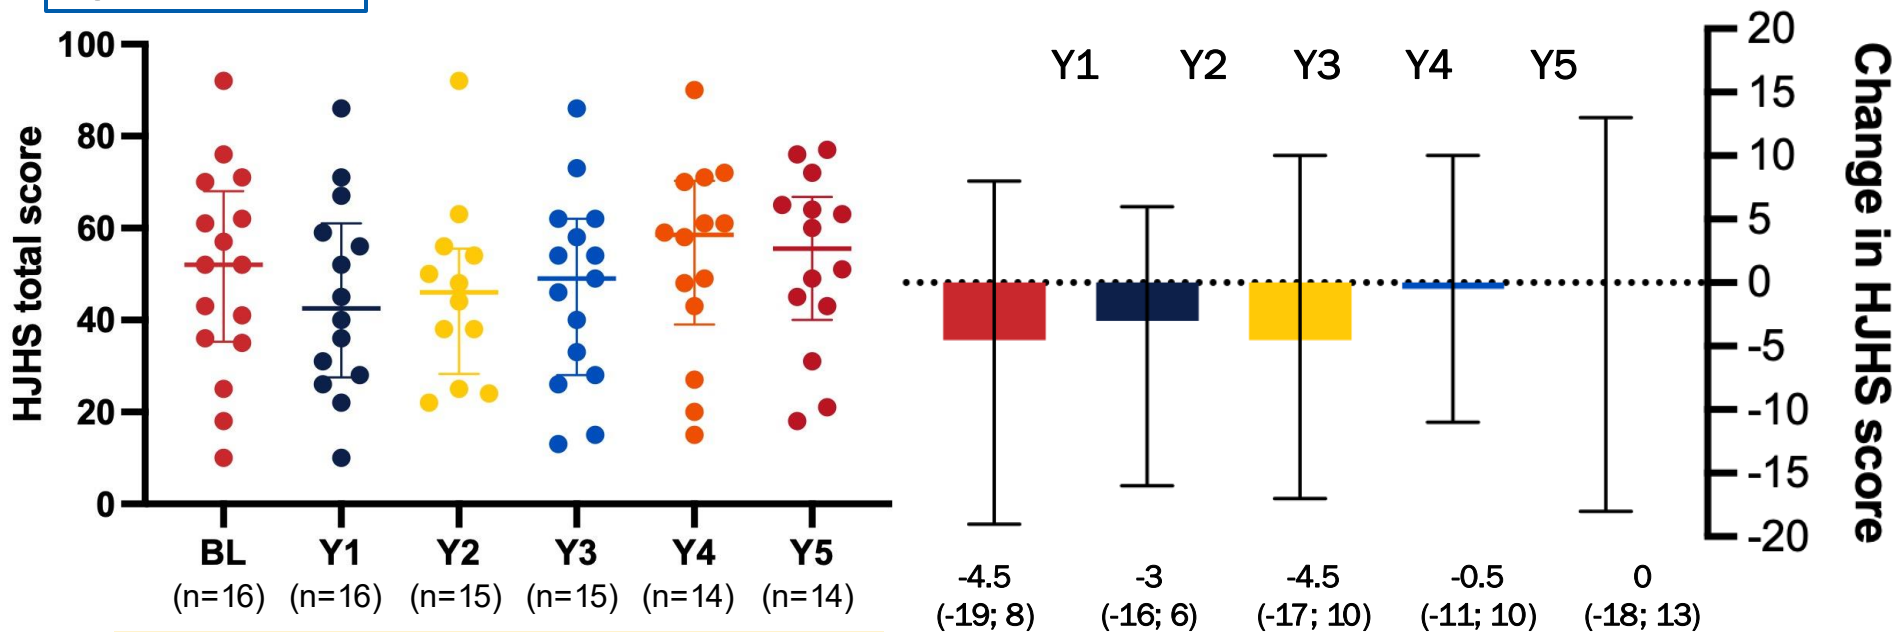 HJHS total score
100
80
60
40
20
0
BL Y1 Y2 Y3 Y4 Y5
(n=16) (n=16) (n=15) (n=15) (n=14) (n=14)
Y1 Y2 Y3 Y4 Y5
20
15
10
5
0
-5
-10
-15
-20
Change in HJHS score
-4.5 -3 -4.5 -0.5 0
(-19; 8) (-16; 6) (-17; 10) (-11; 10) (-18; 13)